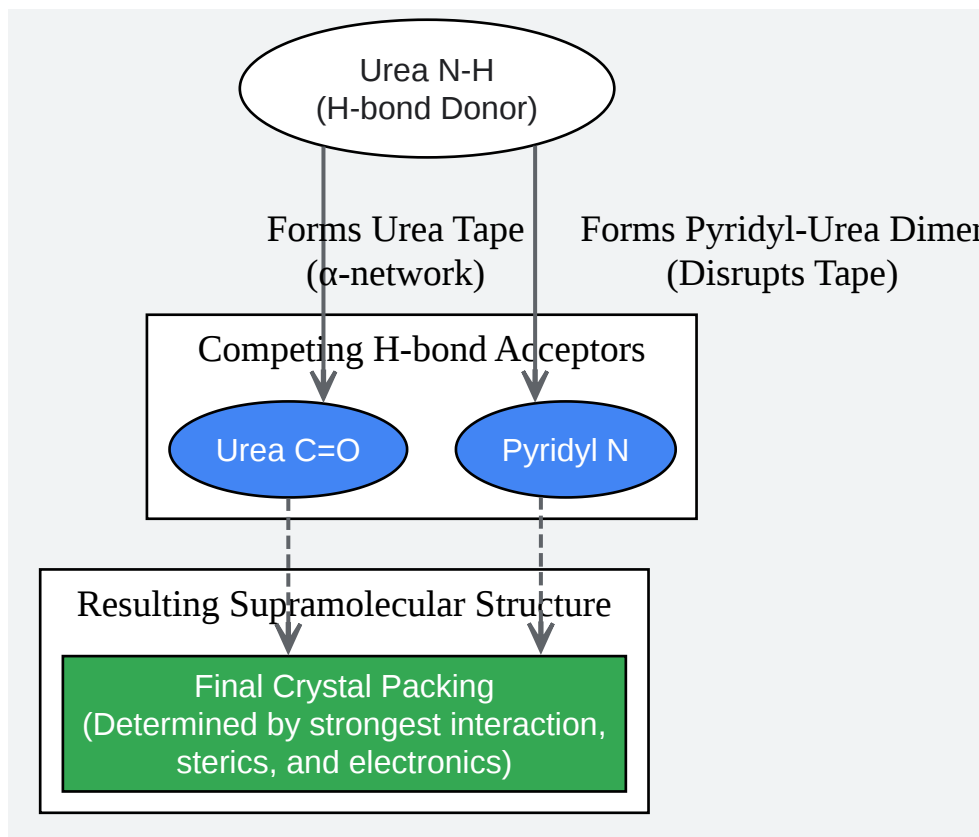 Urea N-H
(H-bond Donor)
Forms Urea Tape
(α-network)
Forms Pyridyl-Urea Dimer
(Disrupts Tape)
Competing H-bond Acceptors
Urea C=O
Pyridyl N
Resulting Supramolecular Structure
Final Crystal Packing
(Determined by strongest interaction,
sterics, and electronics)